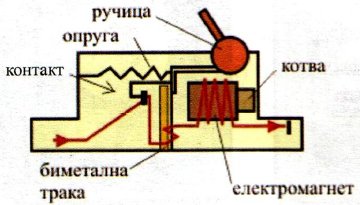 ручица
опруга
контакт
котва
биметална
трака
електромагнет